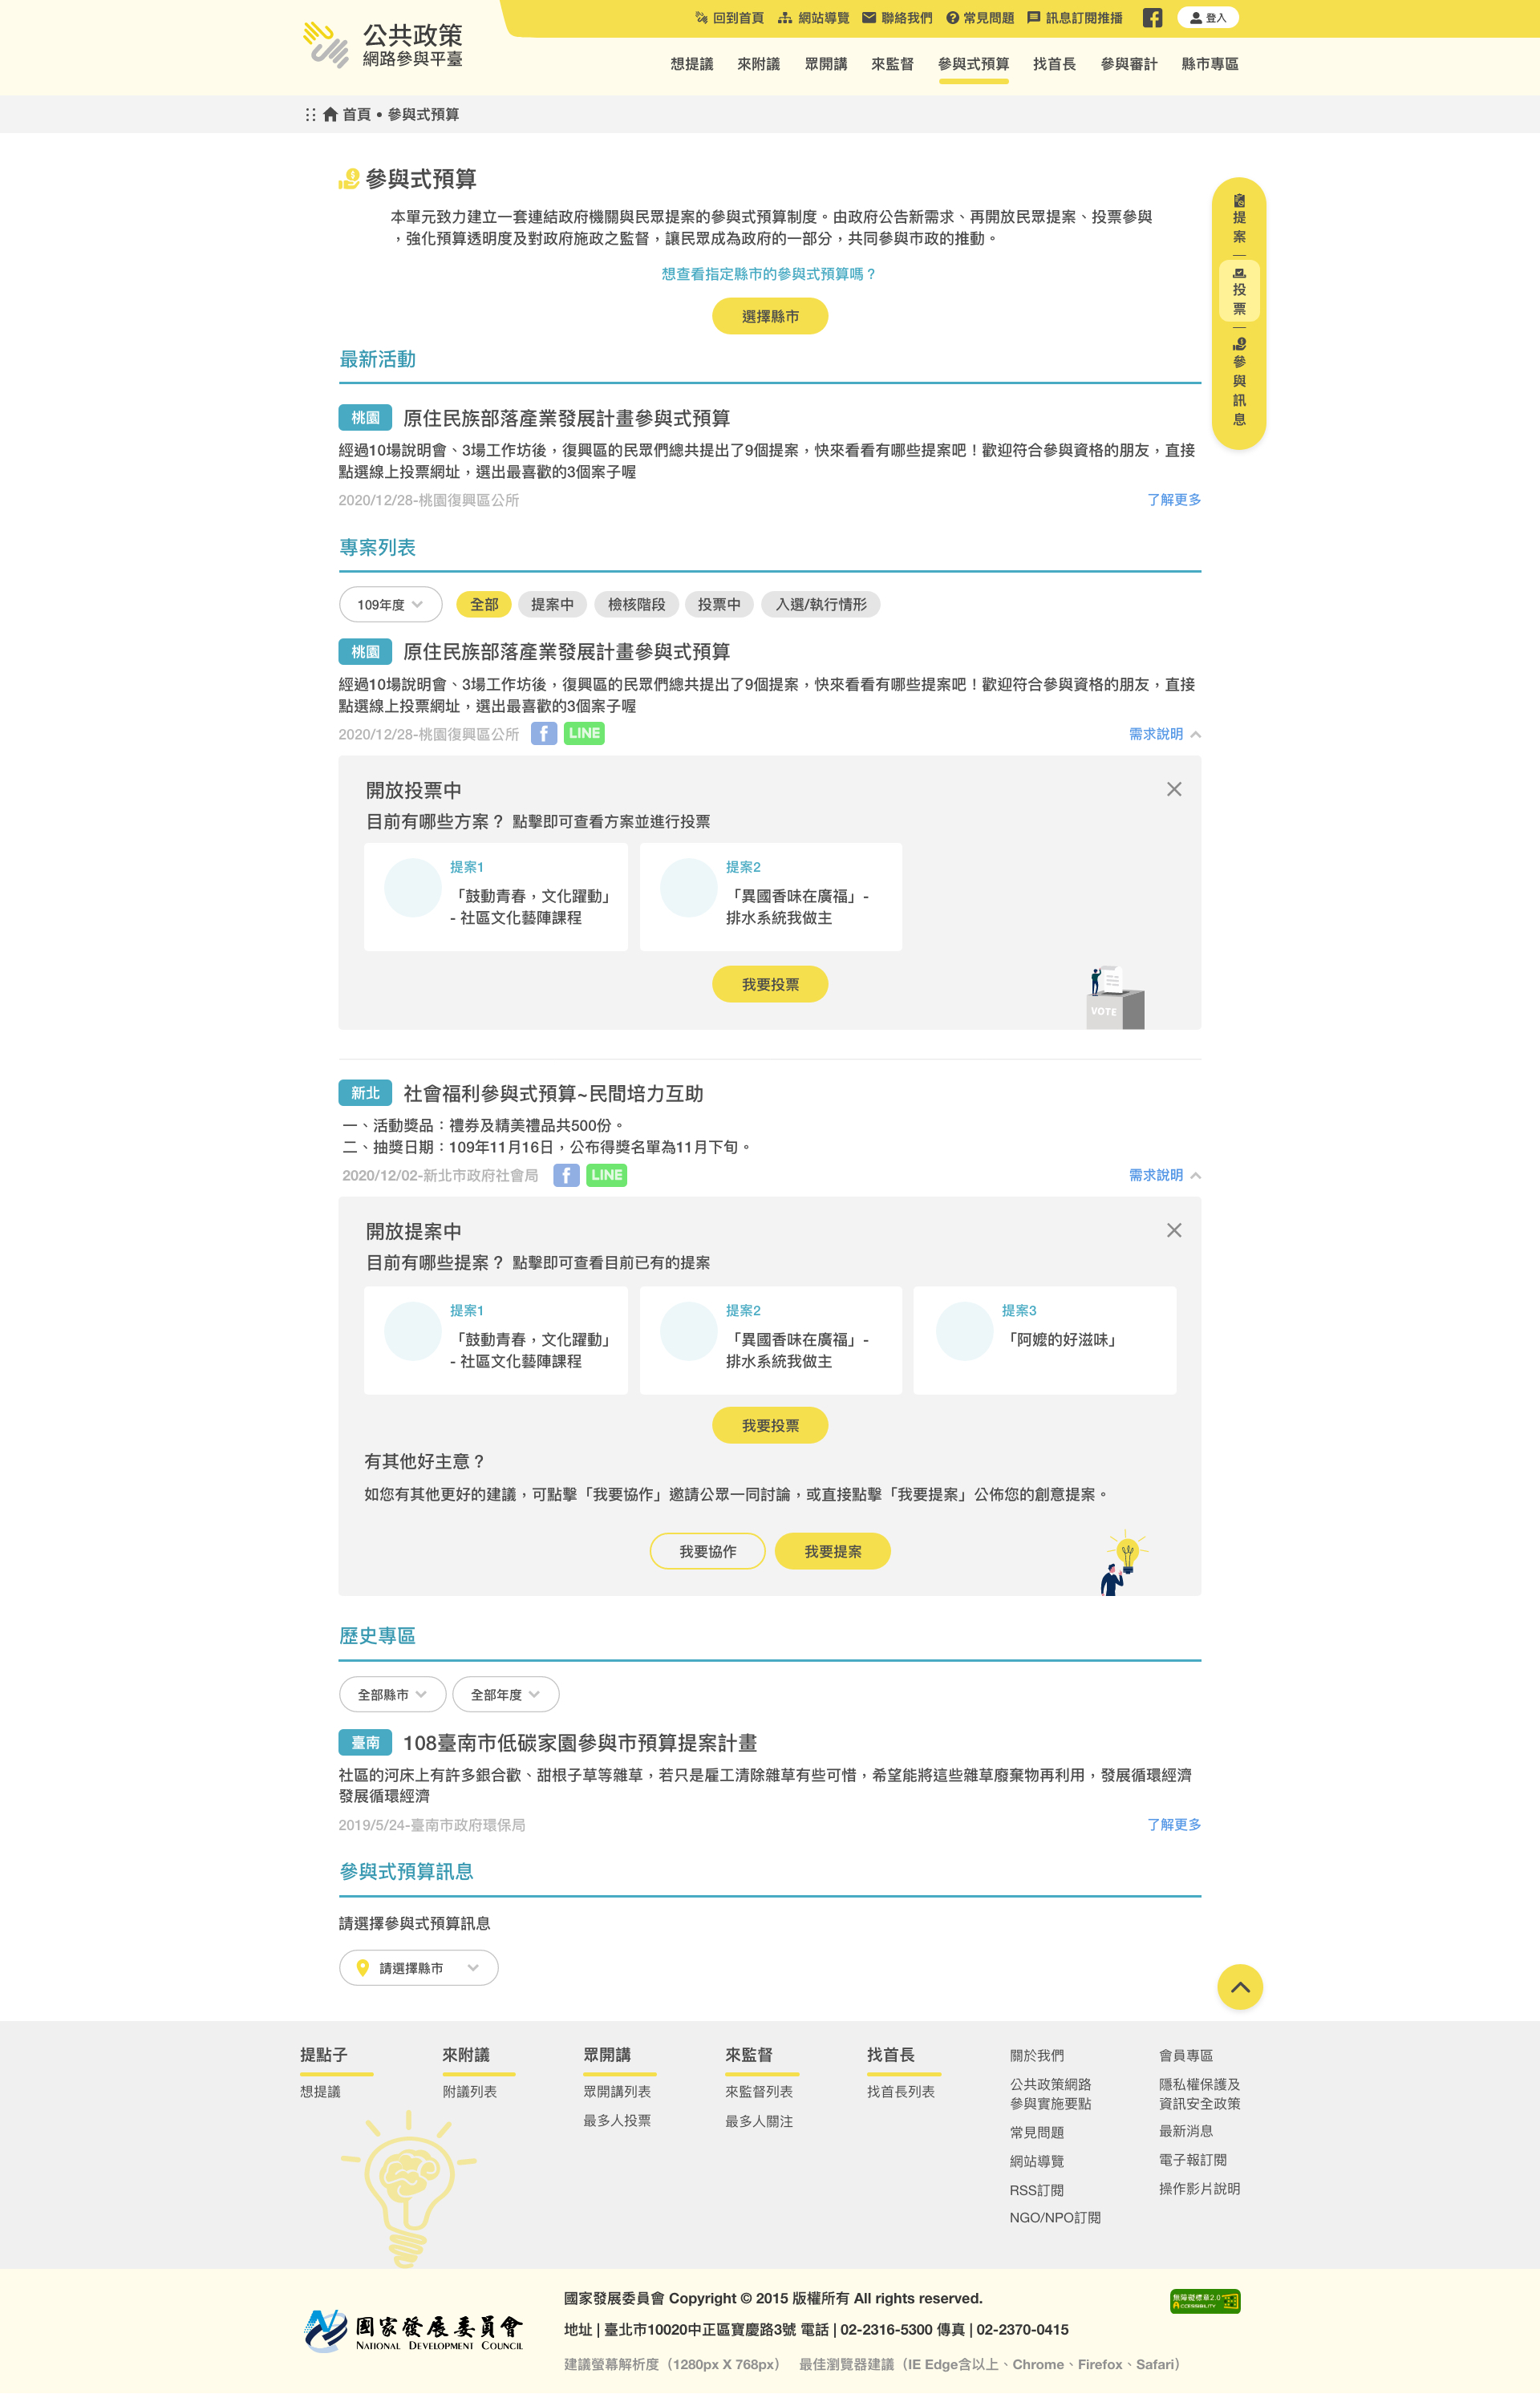 公共政策
網路參與平臺
回到首頁 網站導覽 聯絡我們 常見問題 訊息訂閱推播 登入
想提議 來附議 眾開講 來監督 參與式預算 找首長 參與審計 縣市專區
首頁 • 參與式預算
參與式預算
本單元致力建立一套連結政府機關與民眾提案的參與式預算制度。由政府公告新需求、再開放民眾提案、投票參與
，強化預算透明度及對政府施政之監督，讓民眾成為政府的一部分，共同參與市政的推動。
想查看指定縣市的參與式預算嗎？
選擇縣市
提案
投票
參與訊息
最新活動
桃園 原住民族部落產業發展計畫參與式預算
經過10場說明會、3場工作坊後，復興區的民眾們總共提出了9個提案，快來看看有哪些提案吧！歡迎符合參與資格的朋友，直接
點選線上投票網址，選出最喜歡的3個案子喔
2020/12/28-桃園復興區公所 了解更多
專案列表
109年度 全部 提案中 檢核階段 投票中 入選/執行情形
桃園 原住民族部落產業發展計畫參與式預算
經過10場說明會、3場工作坊後，復興區的民眾們總共提出了9個提案，快來看看有哪些提案吧！歡迎符合參與資格的朋友，直接
點選線上投票網址，選出最喜歡的3個案子喔
2020/12/28-桃園復興區公所 f LINE 需求說明
開放投票中
目前有哪些方案？ 點擊即可查看方案並進行投票
提案1
「鼓動青春，文化躍動」
- 社區文化藝陣課程
提案2
「異國香味在廣福」-
排水系統我做主
我要投票
VOTE
新北 社會福利參與式預算~民間培力互助
一、活動獎品：禮券及精美禮品共500份。
二、抽獎日期：109年11月16日，公布得獎名單為11月下旬。
2020/12/02-新北市政府社會局 f LINE 需求說明
開放提案中
目前有哪些提案？ 點擊即可查看目前已有的提案
提案1
「鼓動青春，文化躍動」
- 社區文化藝陣課程
提案2
「異國香味在廣福」-
排水系統我做主
提案3
「阿嬤的好滋味」
我要投票
有其他好主意？
如您有其他更好的建議，可點擊「我要協作」邀請公眾一同討論，或直接點擊「我要提案」公佈您的創意提案。
我要協作 我要提案
歷史專區
全部縣市 全部年度
臺南 108臺南市低碳家園參與市預算提案計畫
社區的河床上有許多銀合歡、甜根子草等雜草，若只是雇工清除雜草有些可惜，希望能將這些雜草廢棄物再利用，發展循環經濟
發展循環經濟
2019/5/24-臺南市政府環保局 了解更多
參與式預算訊息
請選擇參與式預算訊息
請選擇縣市
提點子
想提議
來附議
附議列表
眾開講
眾開講列表
最多人投票
來監督
來監督列表
最多人關注
找首長
找首長列表
關於我們
公共政策網路
參與實施要點
常見問題
網站導覽
RSS訂閱
NGO/NPO訂閱
會員專區
隱私權保護及
資訊安全政策
最新消息
電子報訂閱
操作影片說明
國家發展委員會
NATIONAL DEVELOPMENT COUNCIL
國家發展委員會 Copyright © 2015 版權所有 All rights reserved.
地址 | 臺北市10020中正區寶慶路3號 電話 | 02-2316-5300 傳真 | 02-2370-0415
建議螢幕解析度（1280px X 768px） 最佳瀏覽器建議（IE Edge含以上、Chrome、Firefox、Safari）
無障礙標章2.0
ACCESSIBILITY